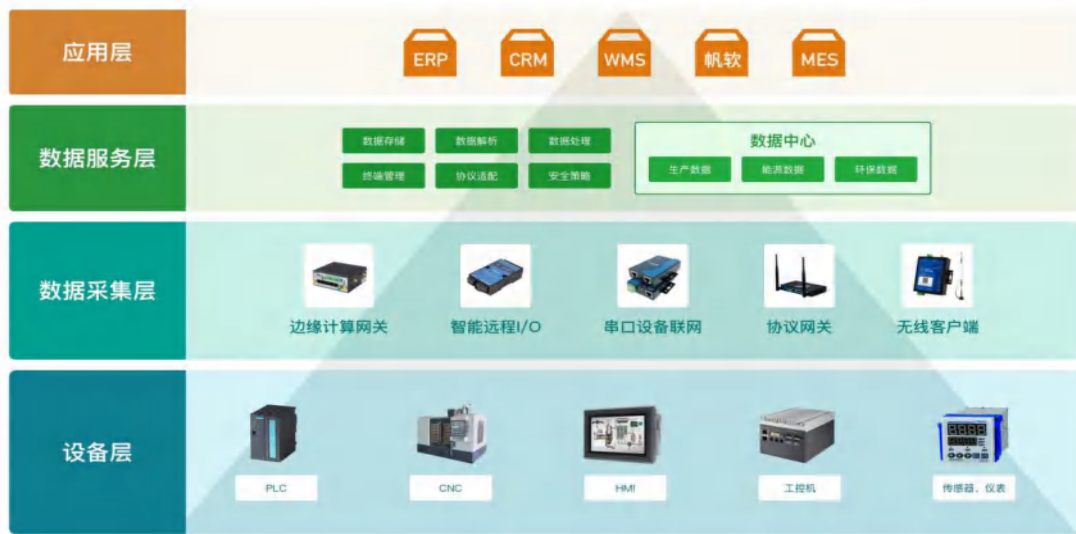 应用层
ERP
CRM
WMS
帆软
MES
数据服务层
数据存储
数据解析
数据处理
终端管理
协议适配
安全策略
数据中心
生产数据
能源数据
环保数据
数据采集层
边缘计算网关
智能远程I/O
串口设备联网
协议网关
无线客户端
设备层
PLC
CNC
HMI
工控机
传感器、仪表